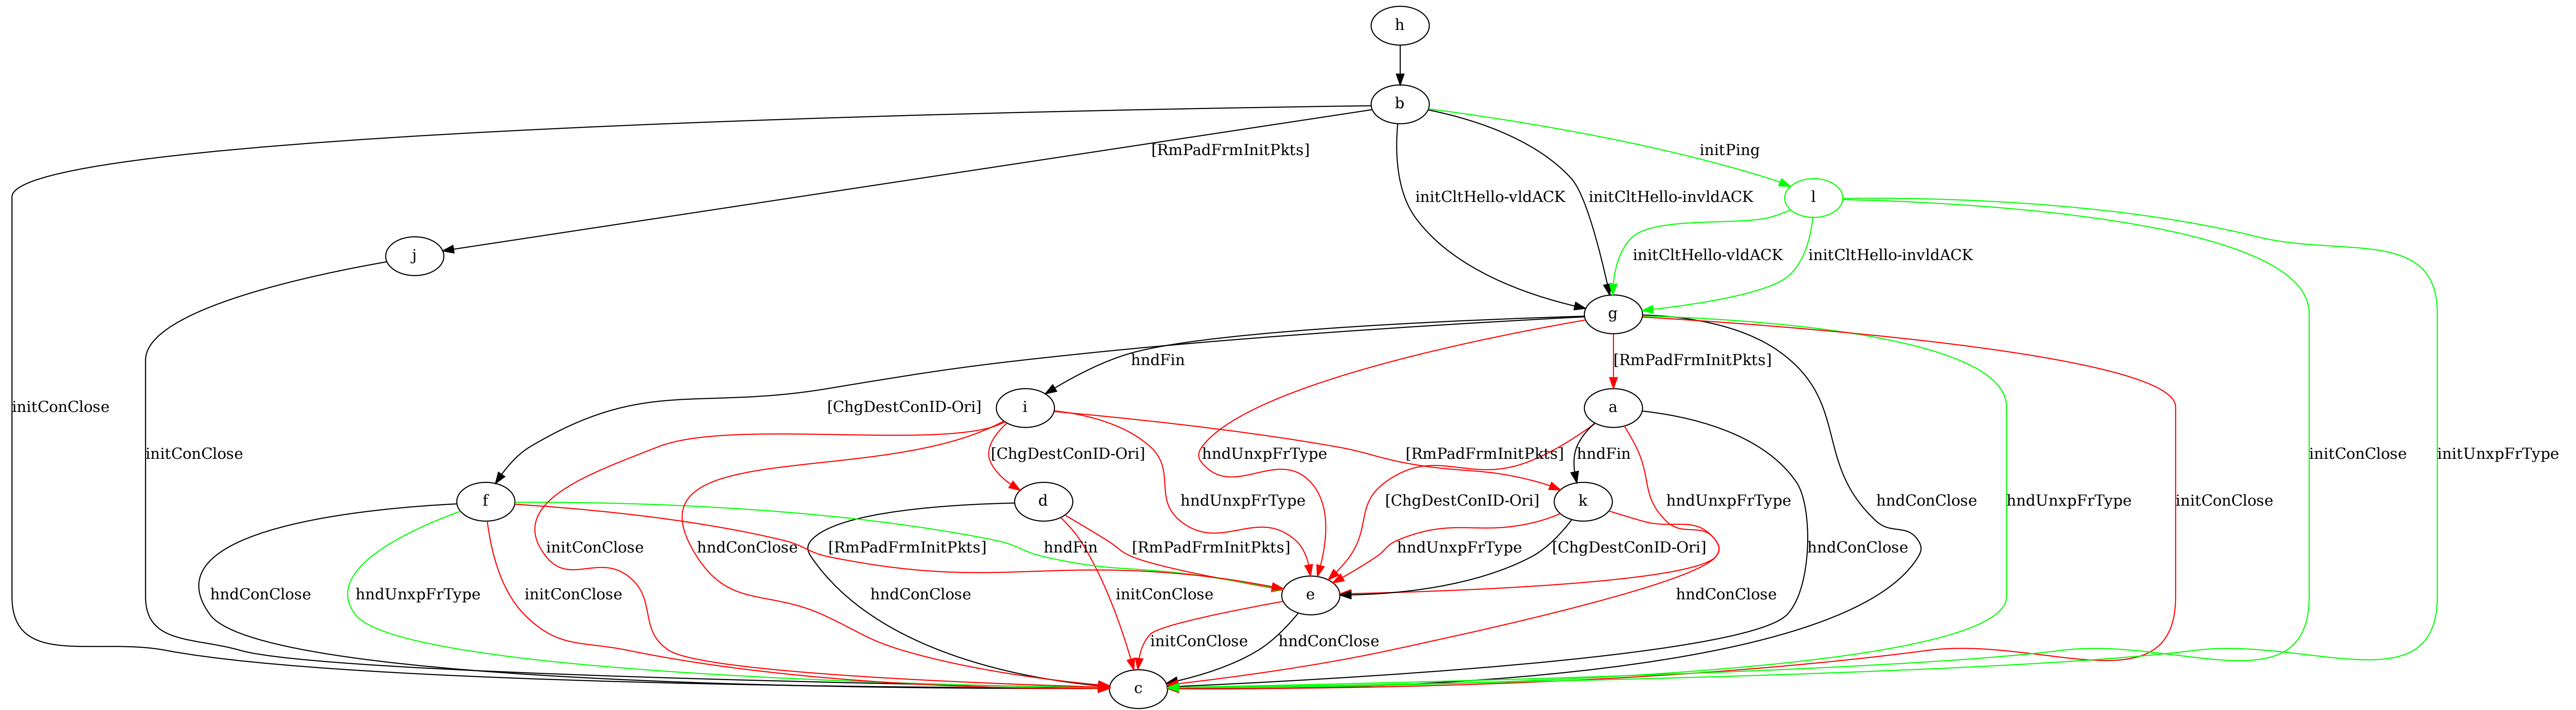 h
b
[RmPadFrmInitPkts]
initPing
initCltHello-vldACK
initCltHello-invldACK
l
j
initCltHello-vldACK
initCltHello-invldACK
g
hndFin
[RmPadFrmInitPkts]
initConClose
[ChgDestConID-Ori]
i
a
initConClose
[ChgDestConID-Ori]
hndUnxpFrType
[RmPadFrmInitPkts]
hndFin
initConClose
initUnxpFrType
f
d
hndUnxpFrType
[ChgDestConID-Ori]
k
hndUnxpFrType
hndConClose
hndUnxpFrType
initConClose
initConClose
hndConClose
[RmPadFrmInitPkts]
hndFin
[RmPadFrmInitPkts]
hndUnxpFrType
[ChgDestConID-Ori]
hndConClose
hndConClose
hndUnxpFrType
initConClose
hndConClose
initConClose
e
hndConClose
initConClose
hndConClose
c